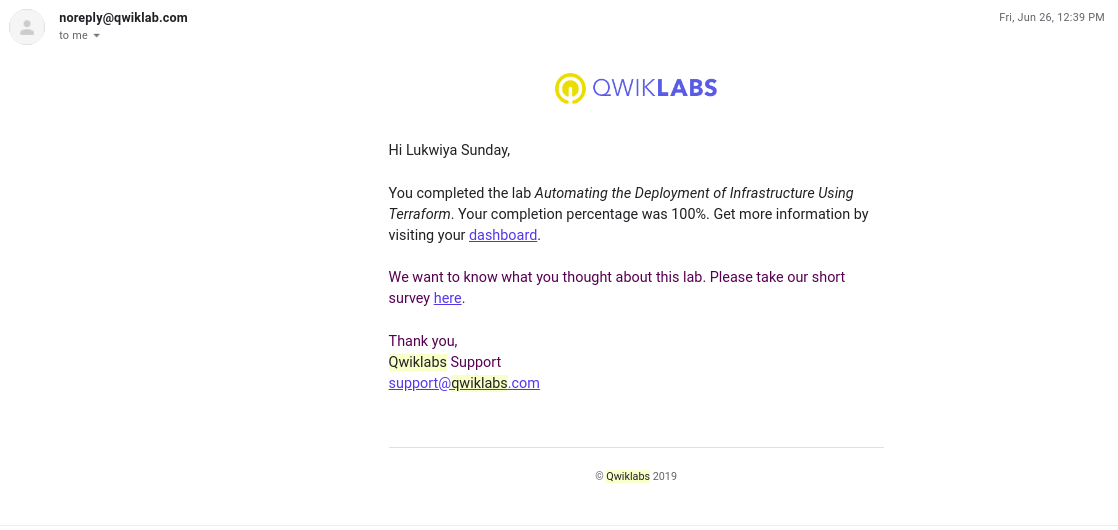 noreply@qwiklab.com
Fri, Jun 26, 12:39 PM
to me
QWIKLABS
Hi Lukwiya Sunday,
You completed the lab Automating the Deployment of Infrastructure Using
Terraform. Your completion percentage was 100%. Get more information by
visiting your dashboard.
We want to know what you thought about this lab. Please take our short
survey here.
Thank you,
Qwiklabs Support
support@qwiklabs.com
© Qwiklabs 2019